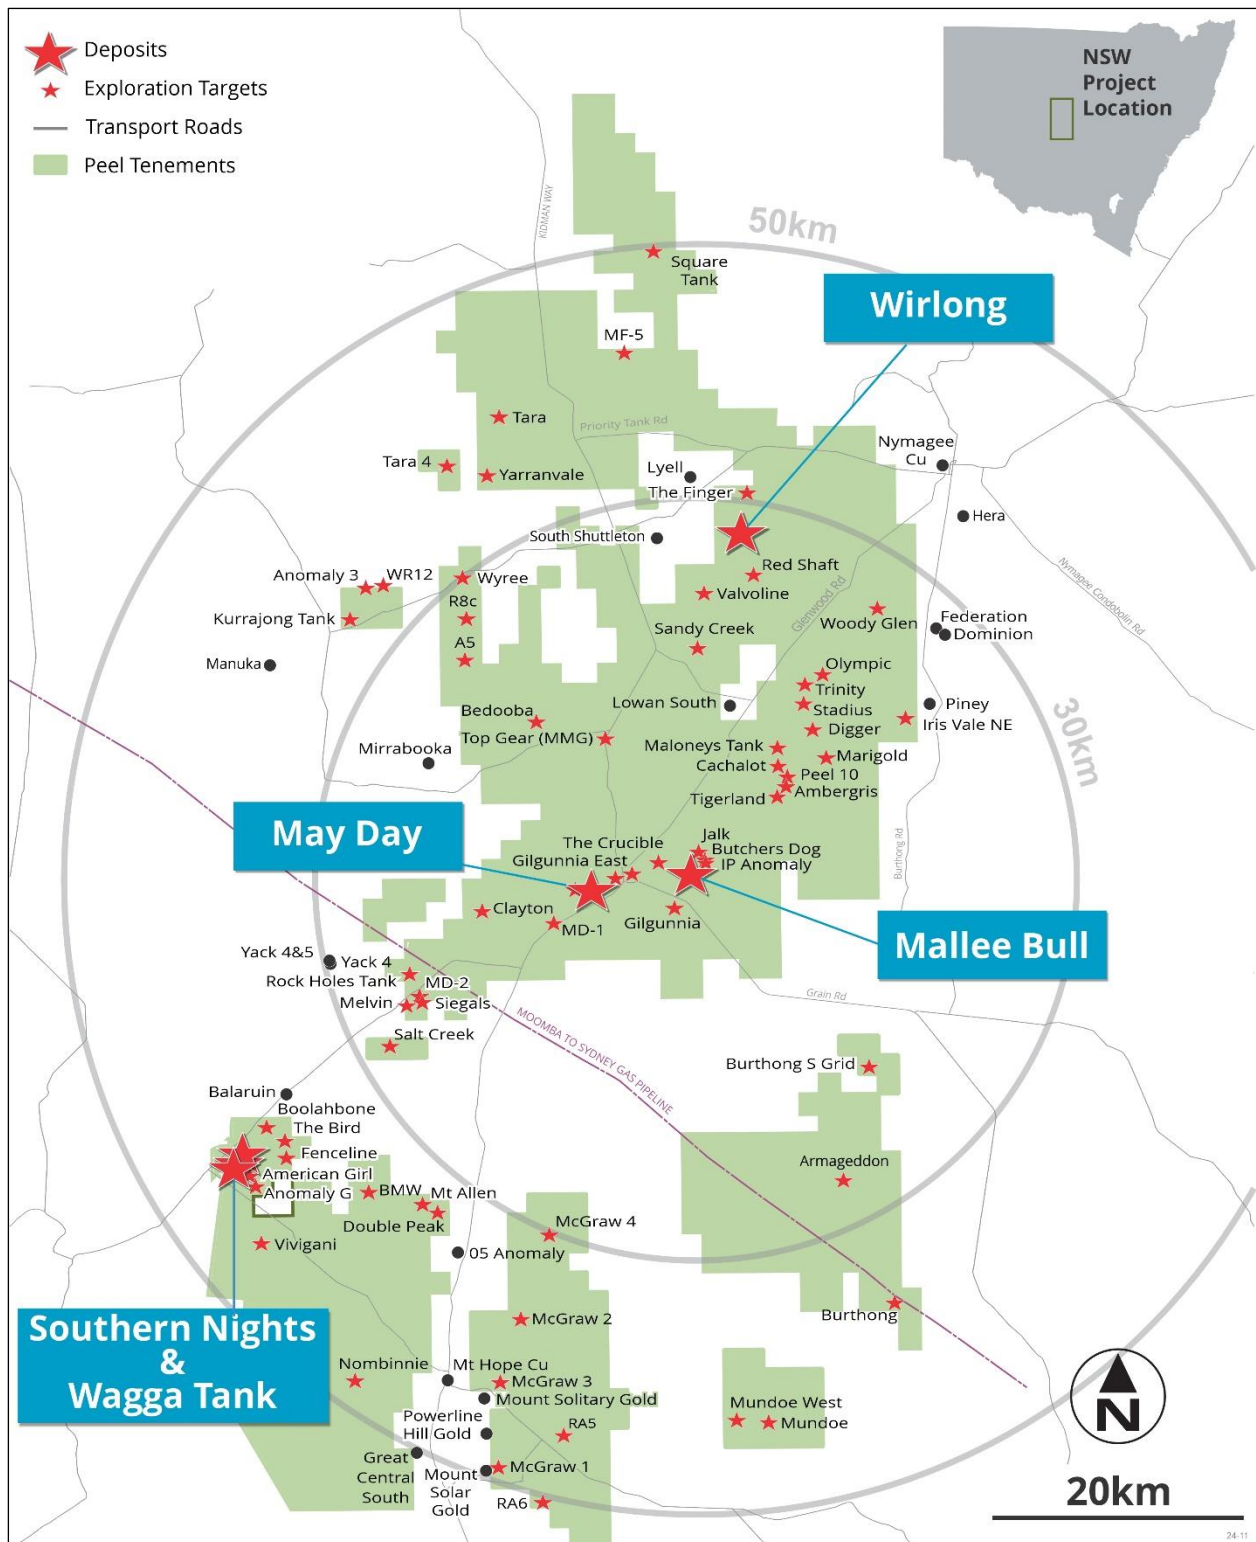 Deposits
Exploration Targets
Transport Roads
Peel Tenements
NSW
Project
Location
KIDMAN WAY
50km
Square
Tank
Wirlong
MF-5
Tara
Priority Tank Rd
Nymagee
Cu
Tara 4
Yarranvale
Lyell
The Finger
Hera
South Shuttleton
Nymagee Condobolin Rd
Anomaly 3
WR12
Wyree
Red Shaft
R8c
Valvoline
Glenwood Rd
Kurrajong Tank
Woody Glen
Federation
Dominion
A5
Sandy Creek
Manuka
Olympic
Trinity
Lowan South
Stadius
Piney
Iris Vale NE
30km
Bedooba
Top Gear (MMG)
Digger
Mirrabooka
Maloneys Tank
Marigold
Cachalot
Peel 10
Ambergris
Tigerland
May Day
Jalk
The Crucible
Butchers Dog
Gilgunnia East
IP Anomaly
Burthong Rd
Clayton
MD-1
Gilgunnia
Mallee Bull
Yack 4&5
Yack 4
Rock Holes Tank
MD-2
Melvin
Siegals
Grain Rd
Salt Creek
MOOMBA TO SYDNEY GAS PIPELINE
Burthong S Grid
Balaruin
Boolahbone
The Bird
Fenceline
American Girl
Anomaly G
Armageddon
BMW
Mt Allen
Double Peak
McGraw 4
Vivigani
05 Anomaly
Burthong
Southern Nights
&
Wagga Tank
McGraw 2
Nombinnie
Mt Hope Cu
McGraw 3
Mount Solitary Gold
Mundoe West
Mundoe
N
Powerline
Hill Gold
RA5
Great
Central
South
McGraw 1
Mount
Solar
Gold
RA6
20km
24-11